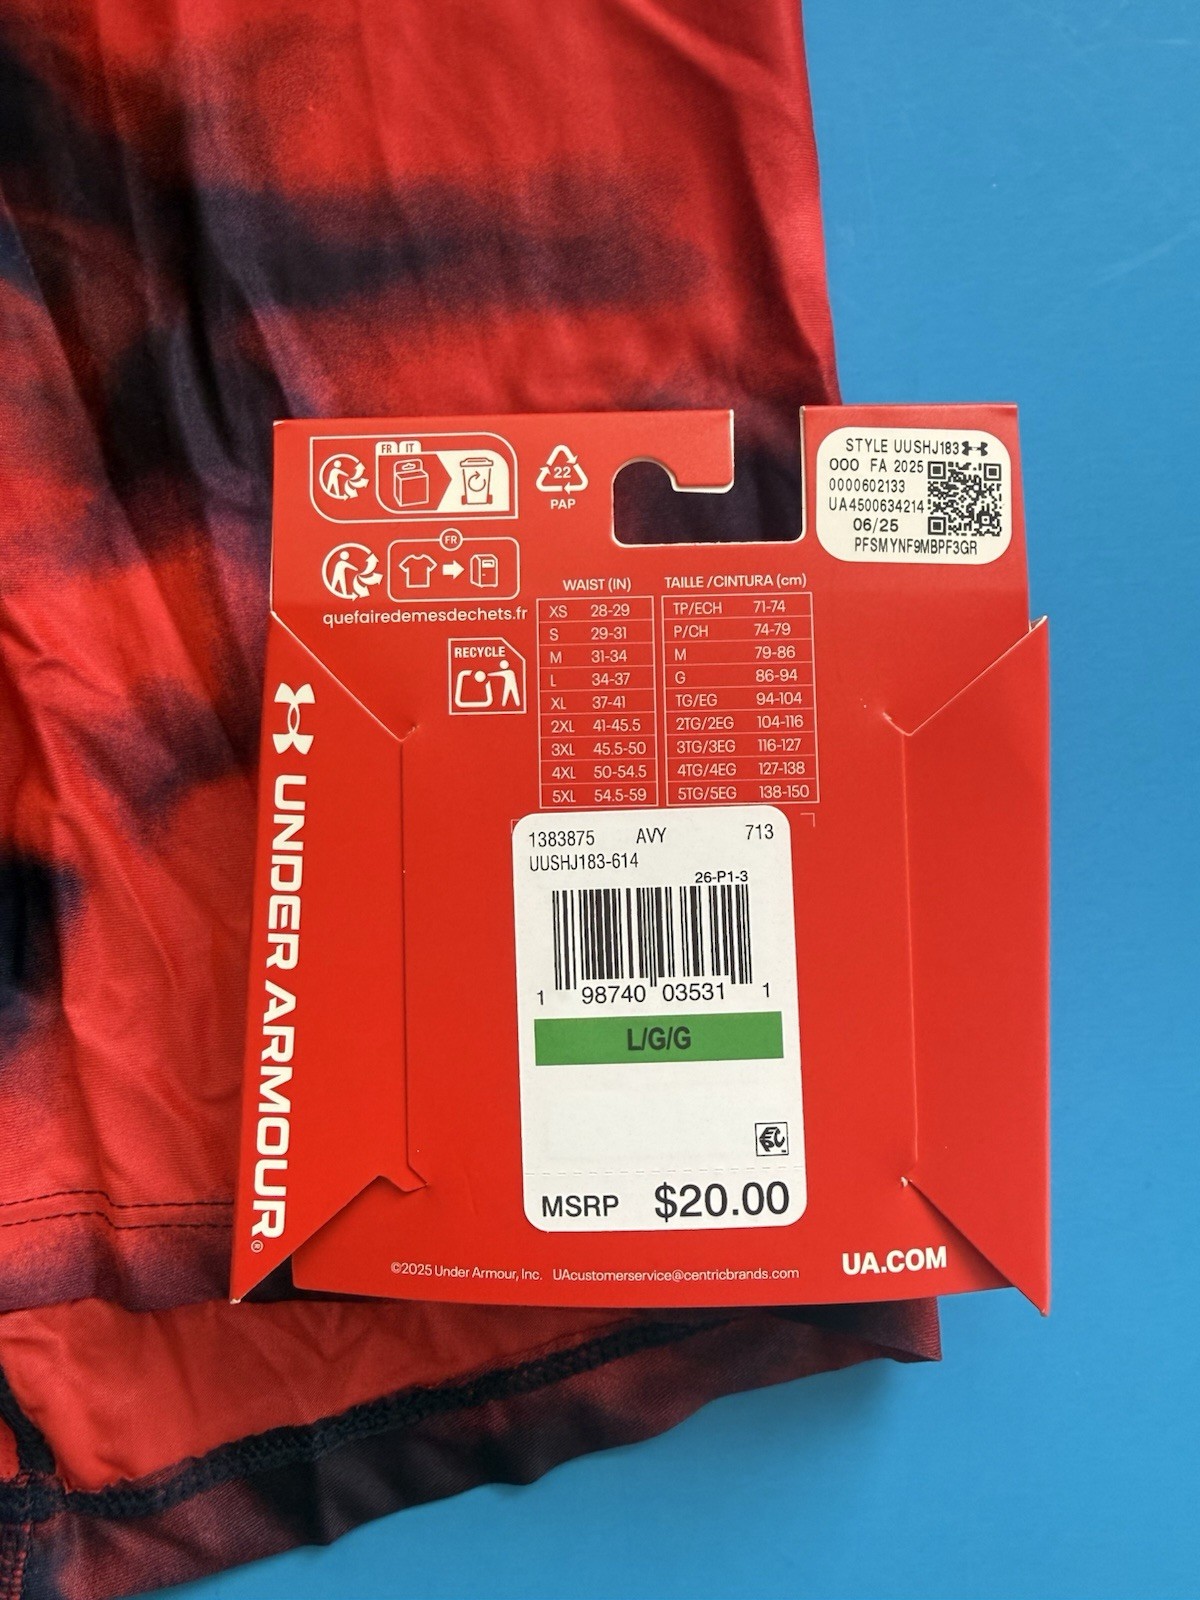 FR IT
22
PAP
FR
quefairedemesdechets.fr
RECYCLE
STYLE UUSHJ183
000 FA 2025
0000602133
UA4500634214
06/25
PFSMYNF9MBPF3GR
WAIST (IN)
XS 28-29
S 29-31
M 31-34
L 34-37
XL 37-41
2XL 41-45.5
3XL 45.5-50
4XL 50-54.5
5XL 54.5-59
TAILLE /CINTURA (cm)
TP/ECH 71-74
P/CH 74-79
M 79-86
G 86-94
TG/EG 94-104
2TG/2EG 104-116
3TG/3EG 116-127
4TG/4EG 127-138
5TG/5EG 138-150
UNDER ARMOUR®
1383875 AVY 713
UUSHJ183-614
26-P1-3
1 98740 03531 1
L/G/G
MSRP $20.00
©2025 Under Armour, Inc. UAcustomerservice@centricbrands.com
UA.COM